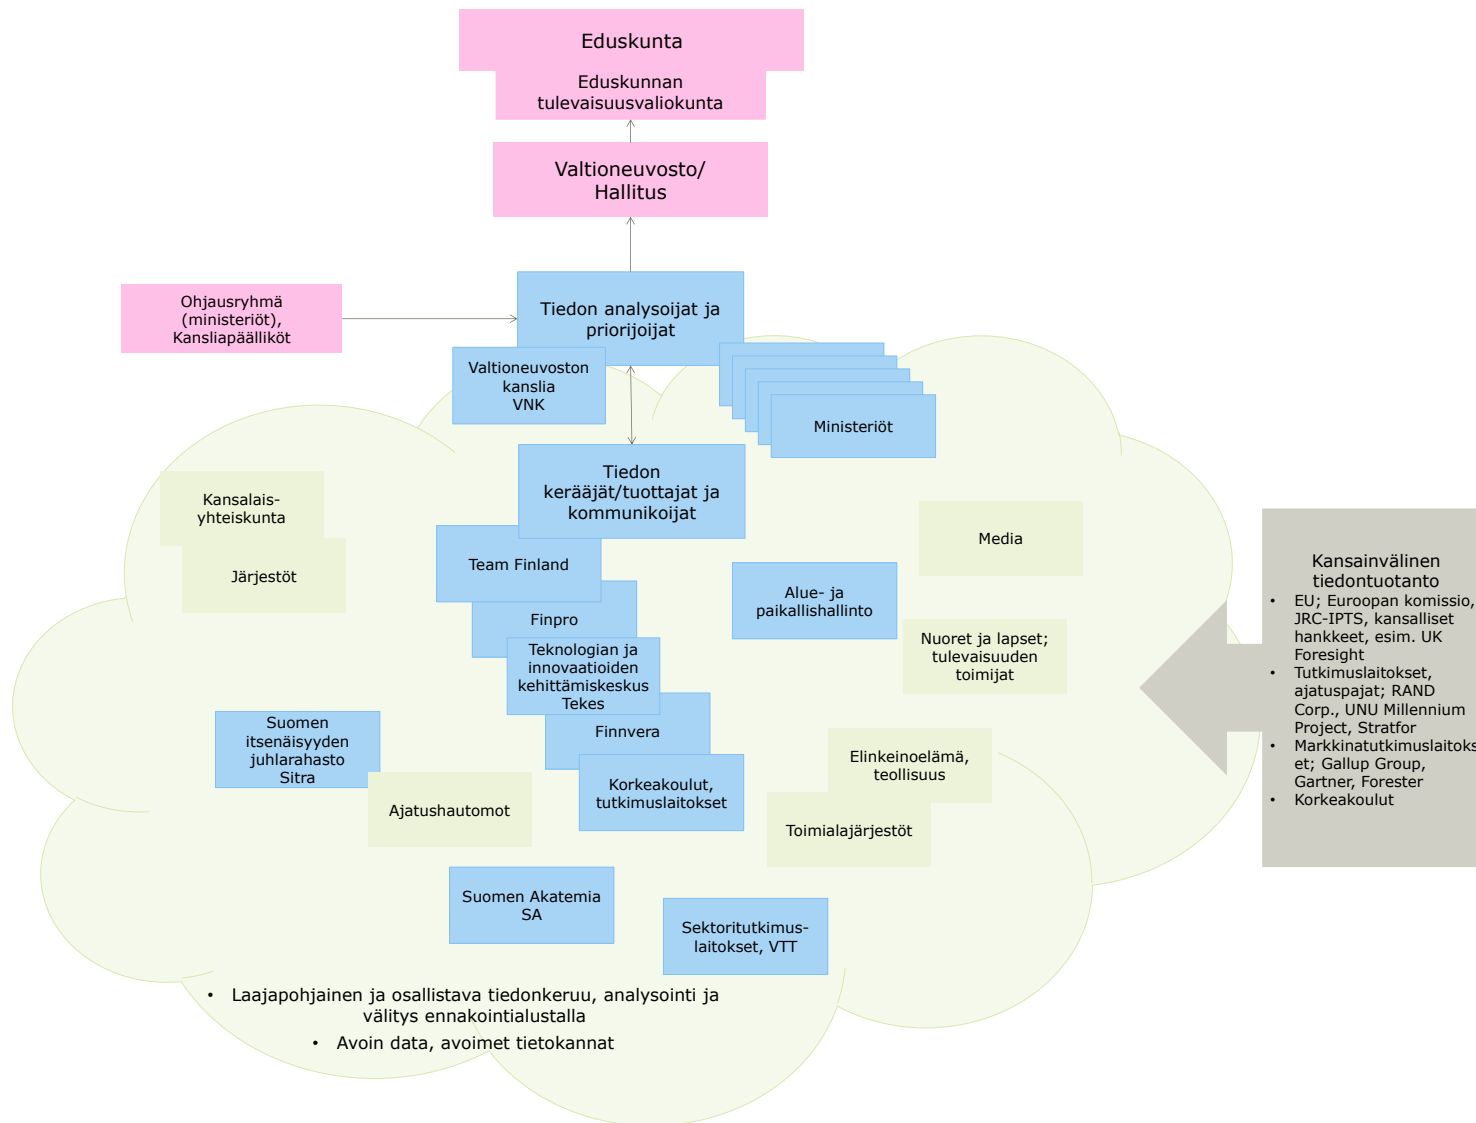 Eduskunta
Eduskunnan
tulevaisuusvaliokunta
Valtioneuvosto/
Hallitus
Ohjausryhmä
(ministeriöt),
Kansliapäälliköt
Tiedon analysoijat ja
priorijoijat
Valtioneuvoston
kanslia
VNK
Ministeriöt
Tiedon
kerääjät/tuottajat ja
kommunikoijat
Kansalais-
yhteiskunta
Järjestöt
Team Finland
Finpro
Teknologian ja
innovaatioiden
kehittämiskeskus
Tekes
Finnvera
Korkeakoulut,
tutkimuslaitokset
Alue- ja
paikallishallinto
Media
Nuoret ja lapset;
tulevaisuuden
toimijat
Elinkeinoelämä,
teollisuus
Toimialajärjestöt
Suomen
itsenäisyyden
juhlarahasto
Sitra
Ajatushautomot
Suomen Akatemia
SA
Sektoritutkimus-
laitokset, VTT
• Laajapohjainen ja osallistava tiedonkeruu, analysointi ja
välitys ennakointialustalla
• Avoin data, avoimet tietokannat
Kansainvälinen
tiedontuotanto
• EU; Euroopan komissio,
JRC-IPTS, kansalliset
hankkeet, esim. UK
Foresight
• Tutkimuslaitokset,
ajatuspajat; RAND
Corp., UNU Millennium
Project, Stratfor
• Markkinatutkimuslaitoks
et; Gallup Group,
Gartner, Forester
• Korkeakoulut